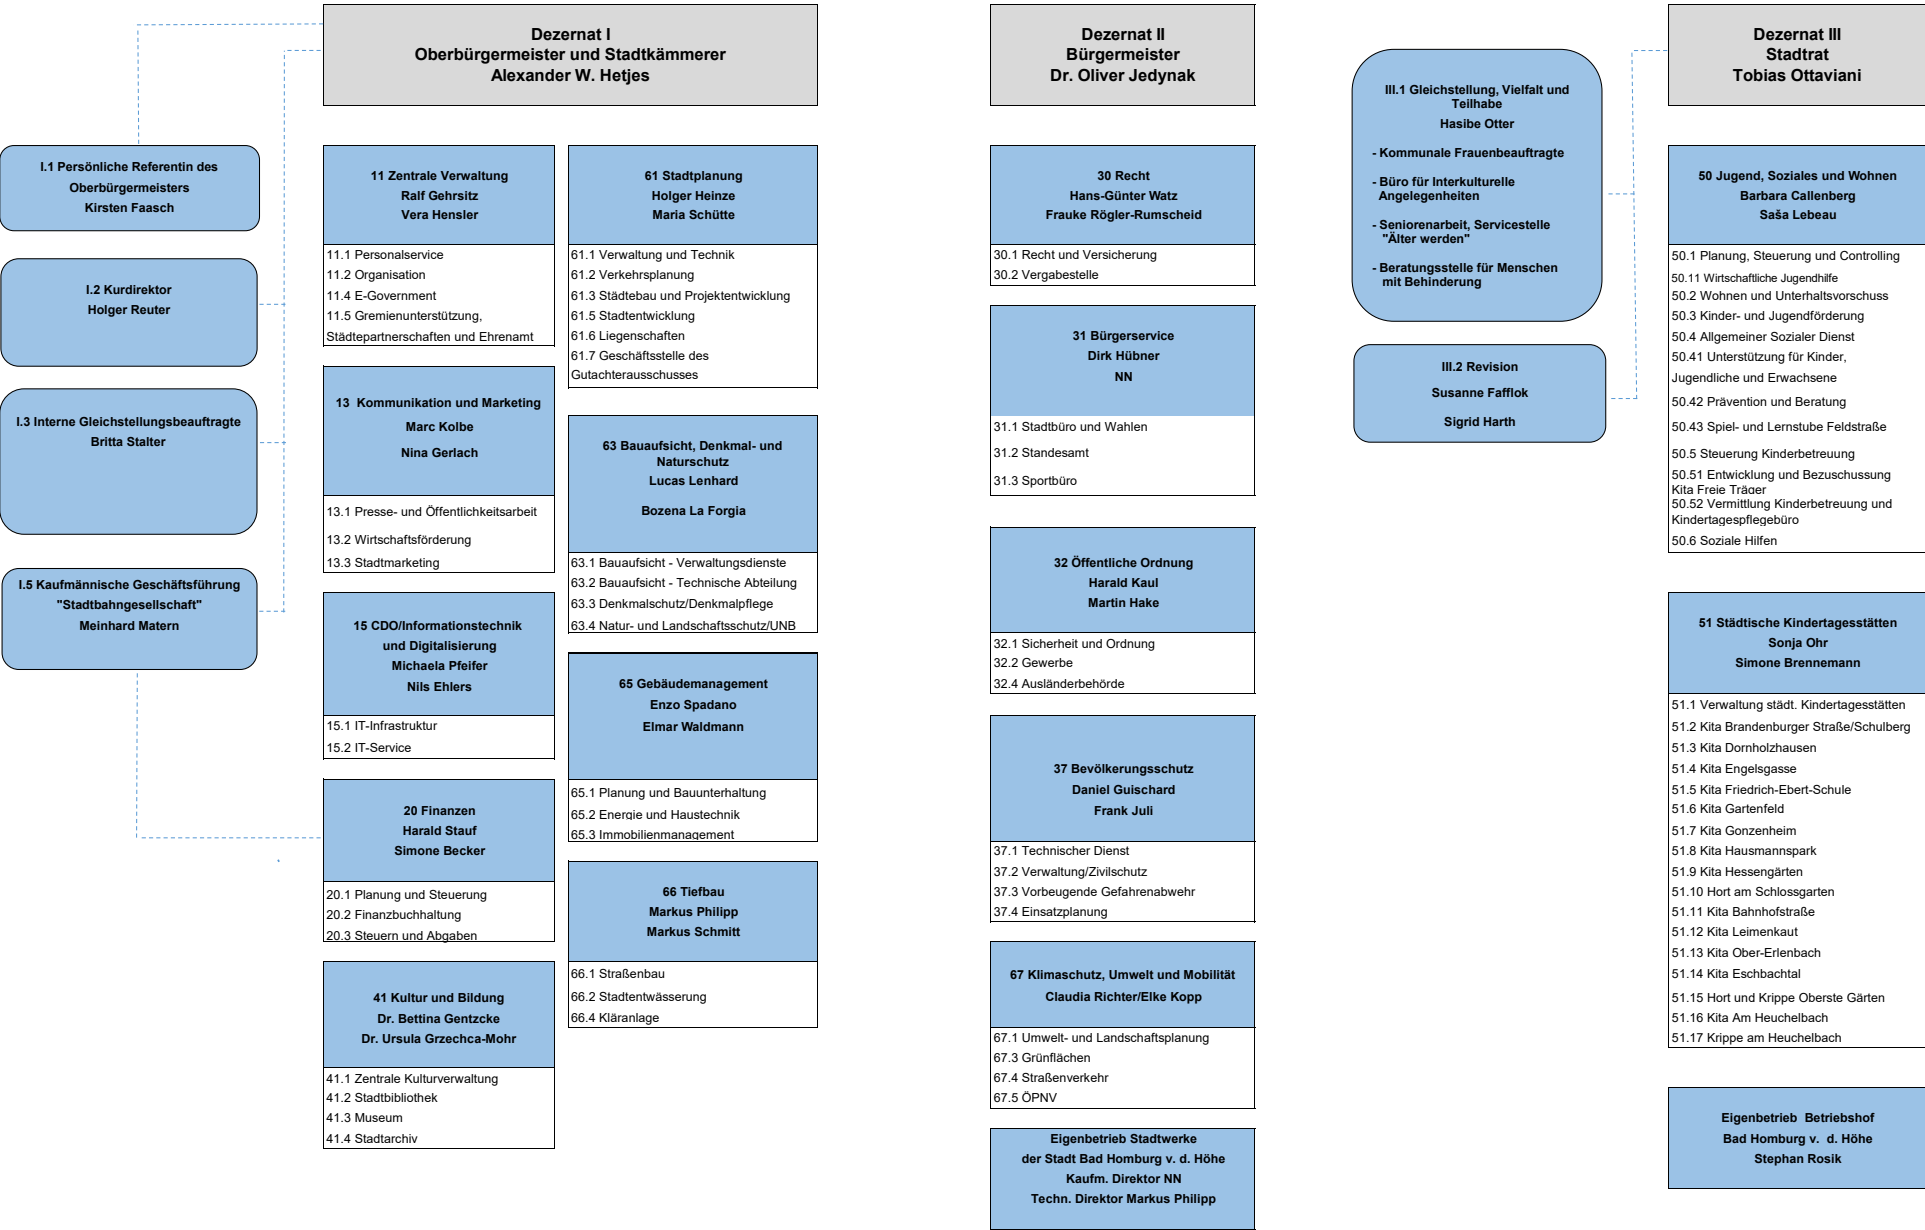 Dezernat I
Oberbürgermeister und Stadtkämmerer
Alexander W. Hetjes
I.1 Persönliche Referentin des
Oberbürgermeisters
Kirsten Faasch
I.2 Kurdirektor
Holger Reuter
I.3 Interne Gleichstellungsbeauftragte
Britta Stalter
I.5 Kaufmännische Geschäftsführung
"Stadtbahngesellschaft"
Meinhard Matern
11 Zentrale Verwaltung
Ralf Gehrsitz
Vera Hensler
11.1 Personalservice
11.2 Organisation
11.4 E-Government
11.5 Gremienunterstützung,
Städtepartnerschaften und Ehrenamt
13 Kommunikation und Marketing
Marc Kolbe
Nina Gerlach
13.1 Presse- und Öffentlichkeitsarbeit
13.2 Wirtschaftsförderung
13.3 Stadtmarketing
15 CDO/Informationstechnik
und Digitalisierung
Michaela Pfeifer
Nils Ehlers
15.1 IT-Infrastruktur
15.2 IT-Service
20 Finanzen
Harald Stauf
Simone Becker
20.1 Planung und Steuerung
20.2 Finanzbuchhaltung
20.3 Steuern und Abgaben
41 Kultur und Bildung
Dr. Bettina Gentzcke
Dr. Ursula Grzechca-Mohr
41.1 Zentrale Kulturverwaltung
41.2 Stadtbibliothek
41.3 Museum
41.4 Stadtarchiv
61 Stadtplanung
Holger Heinze
Maria Schütte
61.1 Verwaltung und Technik
61.2 Verkehrsplanung
61.3 Städtebau und Projektentwicklung
61.5 Stadtentwicklung
61.6 Liegenschaften
61.7 Geschäftsstelle des
Gutachterausschusses
63 Bauaufsicht, Denkmal- und
Naturschutz
Lucas Lenhard
Bozena La Forgia
63.1 Bauaufsicht - Verwaltungsdienste
63.2 Bauaufsicht - Technische Abteilung
63.3 Denkmalschutz/Denkmalpflege
63.4 Natur- und Landschaftsschutz/UNB
65 Gebäudemanagement
Enzo Spadano
Elmar Waldmann
65.1 Planung und Bauunterhaltung
65.2 Energie und Haustechnik
65.3 Immobilienmanagement
66 Tiefbau
Markus Philipp
Markus Schmitt
66.1 Straßenbau
66.2 Stadtentwässerung
66.4 Kläranlage
Dezernat II
Bürgermeister
Dr. Oliver Jedynak
30 Recht
Hans-Günter Watz
Frauke Rögler-Rumscheid
30.1 Recht und Versicherung
30.2 Vergabestelle
31 Bürgerservice
Dirk Hübner
NN
31.1 Stadtbüro und Wahlen
31.2 Standesamt
31.3 Sportbüro
32 Öffentliche Ordnung
Harald Kaul
Martin Hake
32.1 Sicherheit und Ordnung
32.2 Gewerbe
32.4 Ausländerbehörde
37 Bevölkerungsschutz
Daniel Guischard
Frank Juli
37.1 Technischer Dienst
37.2 Verwaltung/Zivilschutz
37.3 Vorbeugende Gefahrenabwehr
37.4 Einsatzplanung
67 Klimaschutz, Umwelt und Mobilität
Claudia Richter/Elke Kopp
67.1 Umwelt- und Landschaftsplanung
67.3 Grünflächen
67.4 Straßenverkehr
67.5 ÖPNV
Eigenbetrieb Stadtwerke
der Stadt Bad Homburg v. d. Höhe
Kaufm. Direktor NN
Techn. Direktor Markus Philipp
III.1 Gleichstellung, Vielfalt und
Teilhabe
Hasibe Otter
- Kommunale Frauenbeauftragte
- Büro für Interkulturelle
Angelegenheiten
- Seniorenarbeit, Servicestelle
"Älter werden"
- Beratungsstelle für Menschen
mit Behinderung
III.2 Revision
Susanne Fafflok
Sigrid Harth
Dezernat III
Stadtrat
Tobias Ottaviani
50 Jugend, Soziales und Wohnen
Barbara Callenberg
Saša Lebeau
50.1 Planung, Steuerung und Controlling
50.11 Wirtschaftliche Jugendhilfe
50.2 Wohnen und Unterhaltsvorschuss
50.3 Kinder- und Jugendförderung
50.4 Allgemeiner Sozialer Dienst
50.41 Unterstützung für Kinder,
Jugendliche und Erwachsene
50.42 Prävention und Beratung
50.43 Spiel- und Lernstube Feldstraße
50.5 Steuerung Kinderbetreuung
50.51 Entwicklung und Bezuschussung
Kita Freie Träger
50.52 Vermittlung Kinderbetreuung und
Kindertagespflegebüro
50.6 Soziale Hilfen
51 Städtische Kindertagesstätten
Sonja Ohr
Simone Brennemann
51.1 Verwaltung städt. Kindertagesstätten
51.2 Kita Brandenburger Straße/Schulberg
51.3 Kita Dornholzhausen
51.4 Kita Engelsgasse
51.5 Kita Friedrich-Ebert-Schule
51.6 Kita Gartenfeld
51.7 Kita Gonzenheim
51.8 Kita Hausmannspark
51.9 Kita Hessengärten
51.10 Hort am Schlossgarten
51.11 Kita Bahnhofstraße
51.12 Kita Leimenkaut
51.13 Kita Ober-Erlenbach
51.14 Kita Eschbachtal
51.15 Hort und Krippe Oberste Gärten
51.16 Kita Am Heuchelbach
51.17 Krippe am Heuchelbach
Eigenbetrieb Betriebshof
Bad Homburg v. d. Höhe
Stephan Rosik